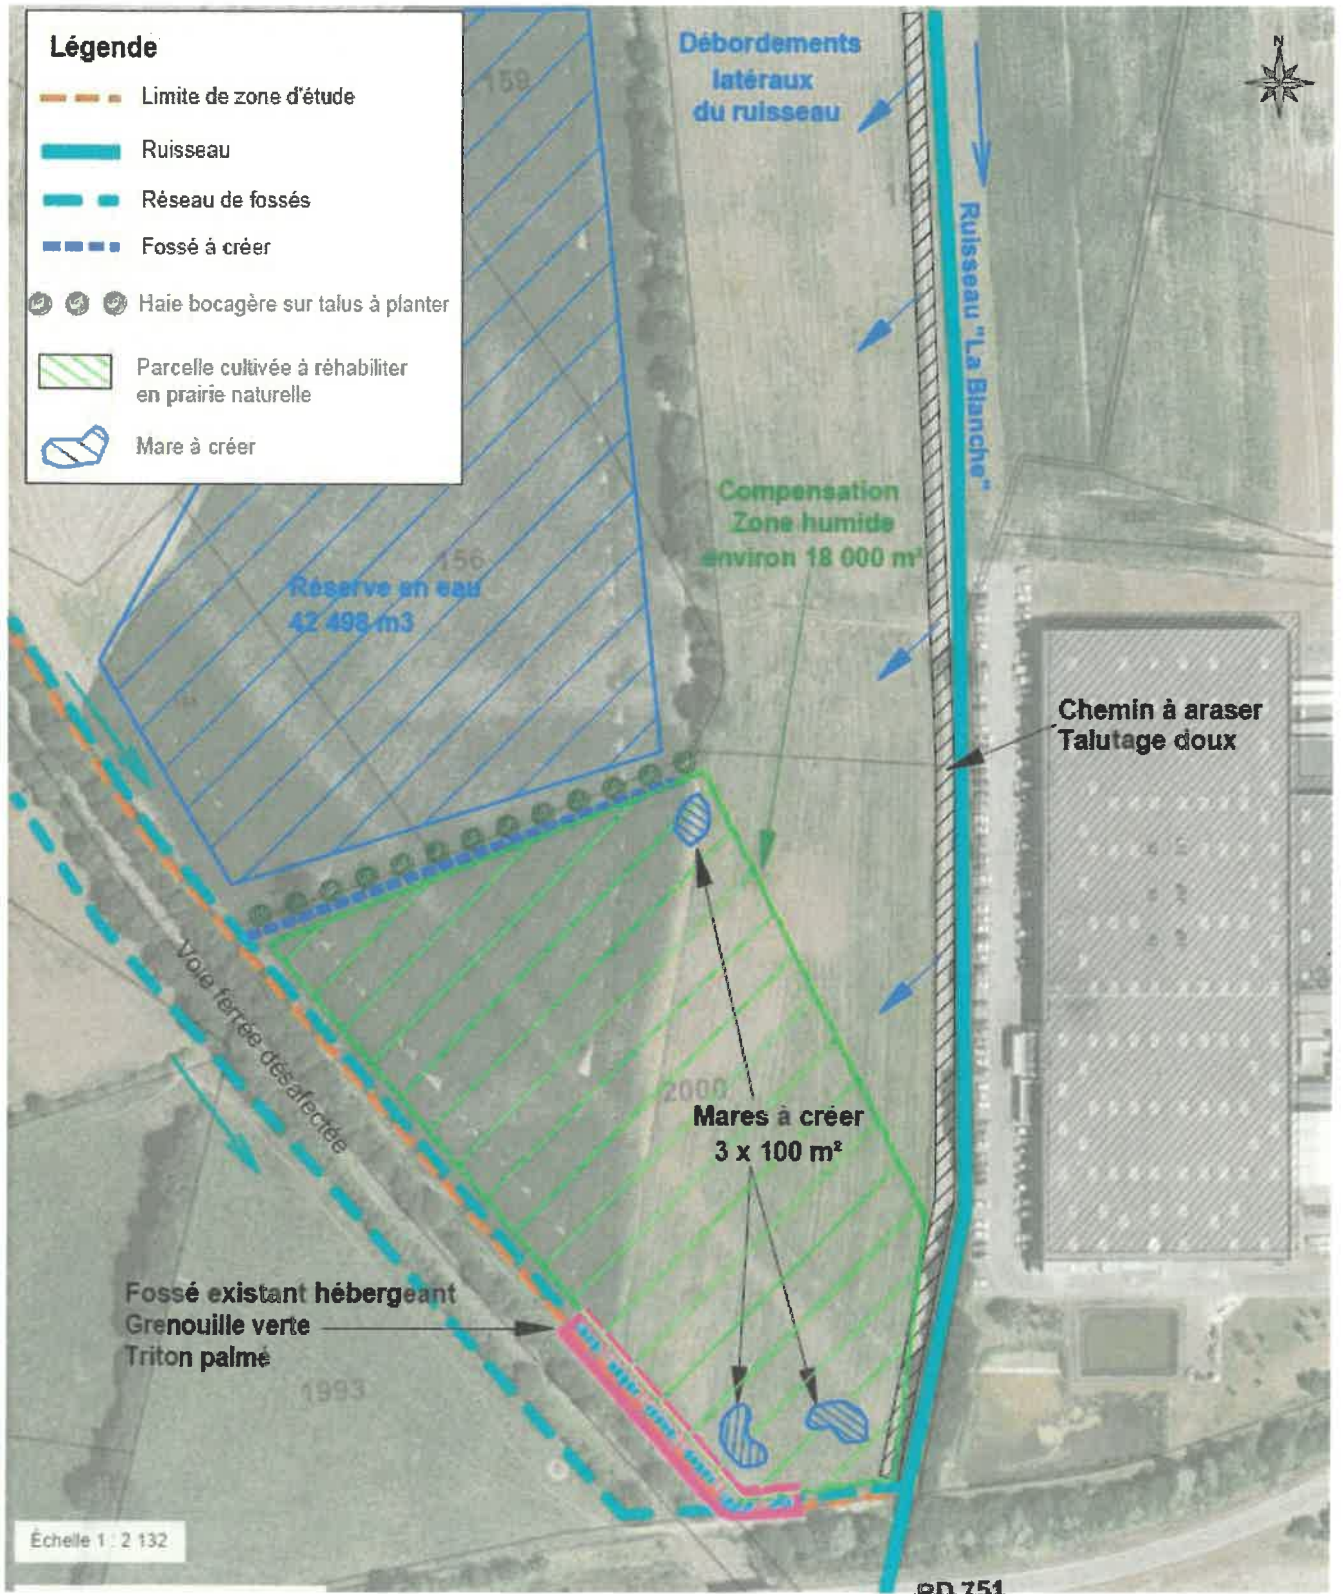 Légende
Limite de zone d'étude
Ruisseau
Réseau de fossés
Fossé à créer
Haie bocagère sur talus à planter
Parcelle cultivée à réhabiliter
en prairie naturelle
Mare à créer
159
Débordements
latéraux
du ruisseau
N
Ruisseau "La Blanche"
Compensation
Zone humide
environ 18 000 m²
156
Réserve en eau
42 498 m3
Chemin à araser
Talutage doux
Voie ferrée désafectée
2000
Mares à créer
3 x 100 m²
Fossé existant hébergeant
Grenouille verte
Triton palmé
1993
Échelle 1 : 2 132
RD 751